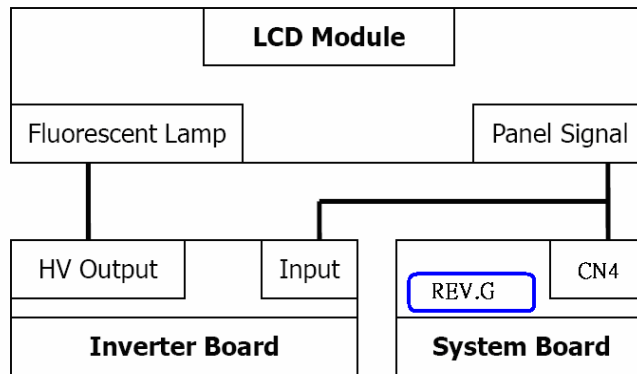 LCD Module
Fluorescent Lamp
Panel Signal
HV Output
Input
CN4
REV.G
Inverter Board
System Board